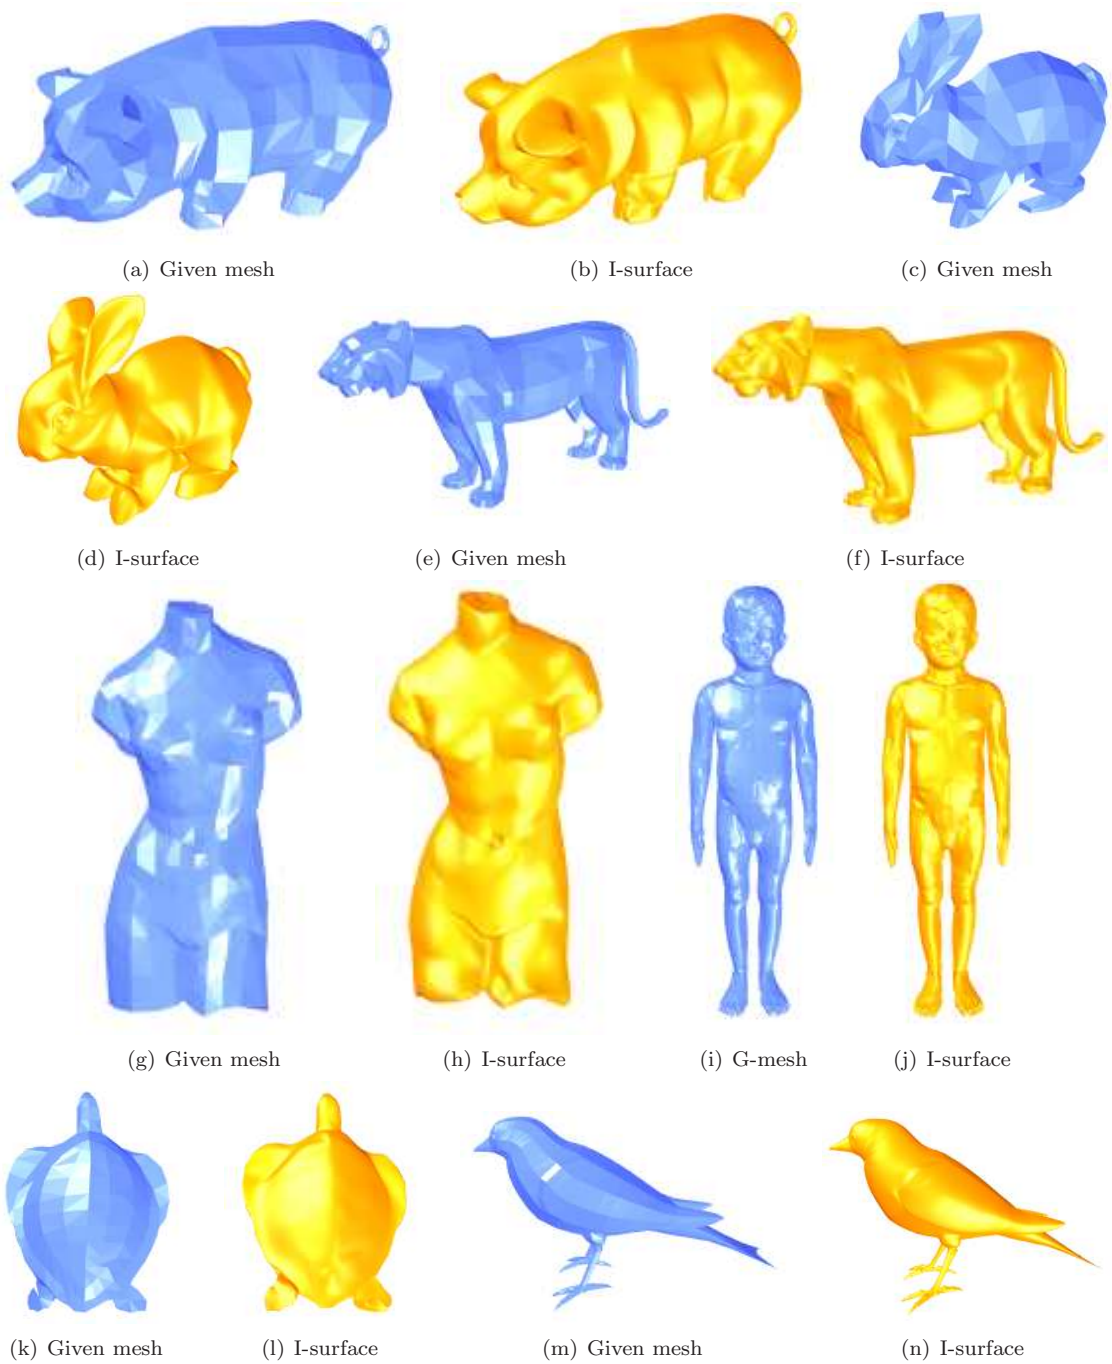 (a) Given mesh
(b) I-surface
(c) Given mesh
(d) I-surface
(e) Given mesh
(f) I-surface
(g) Given mesh
(h) I-surface
(i) G-mesh
(j) I-surface
(k) Given mesh
(l) I-surface
(m) Given mesh
(n) I-surface